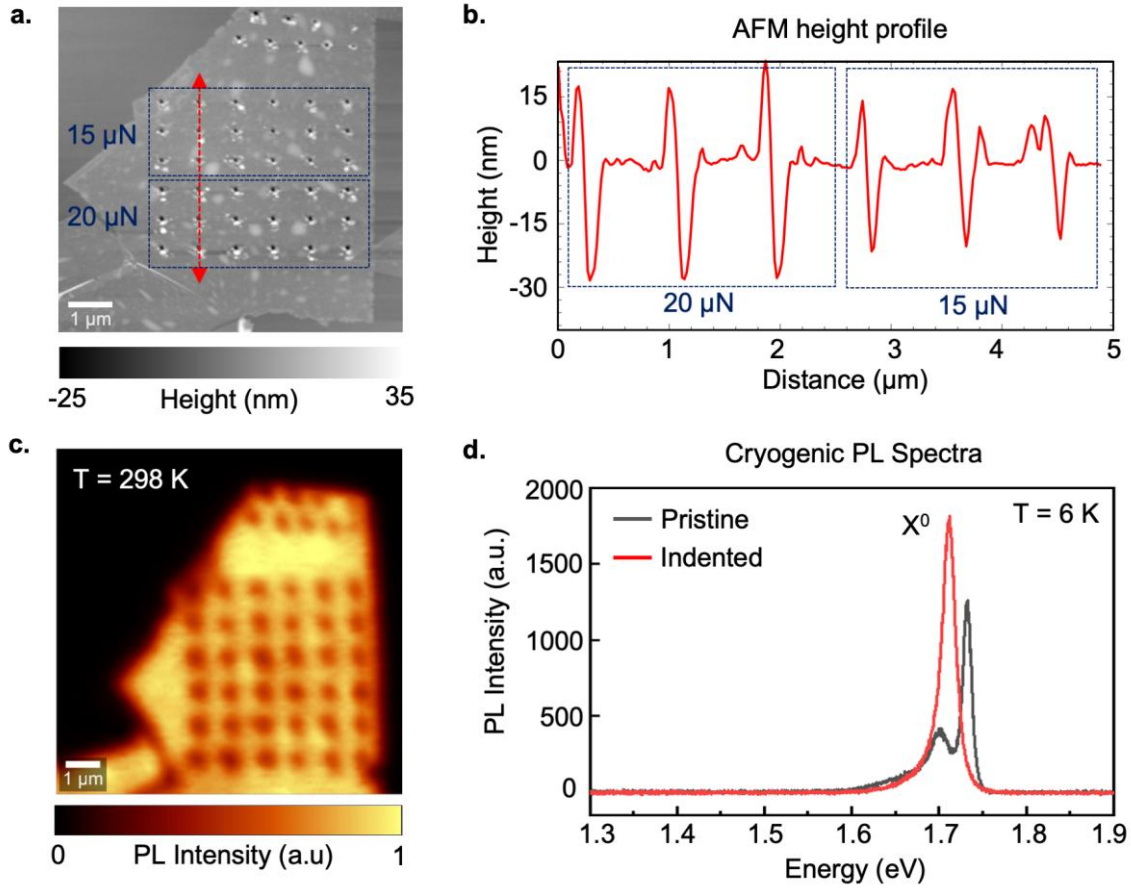 a.
15 µN
20 µN
1 µm
-25 35
Height (nm)
b.
AFM height profile
15
0
-15
-30
Height (nm)
20 µN 15 µN
0 1 2 3 4 5
Distance (µm)
c.
T = 298 K
1 µm
0 PL Intensity (a.u) 1
d.
Cryogenic PL Spectra
2000
1500
1000
500
0
PL Intensity (a.u.)
Pristine
Indented
X⁰
T = 6 K
1.3 1.4 1.5 1.6 1.7 1.8 1.9
Energy (eV)